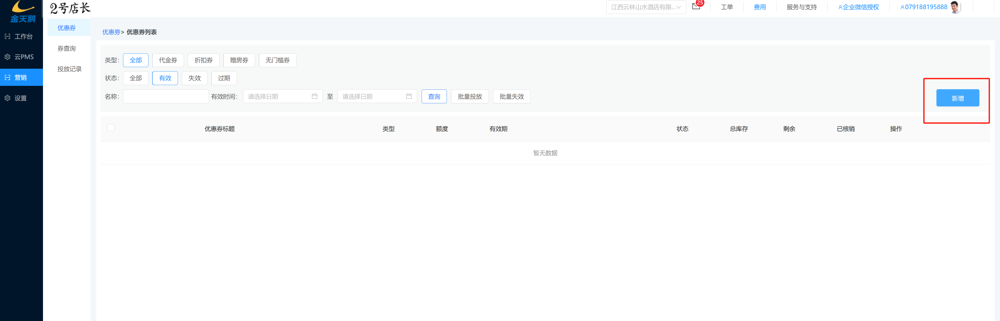 金天鹅
2号店长
江西云林山水酒店有限...
25
工单
费用
服务与支持
企业微信授权
079188195888
工作台
云PMS
营销
设置
优惠券
券查询
投放记录
优惠券> 优惠券列表
类型： 全部 代金券 折扣券 赠房券 无门槛券
状态： 全部 有效 失效 过期
名称： 有效时间： 请选择日期 至 请选择日期 查询 批量投放 批量失效
新增
优惠券标题 类型 额度 有效期 状态 总库存 剩余 已核销 操作
暂无数据